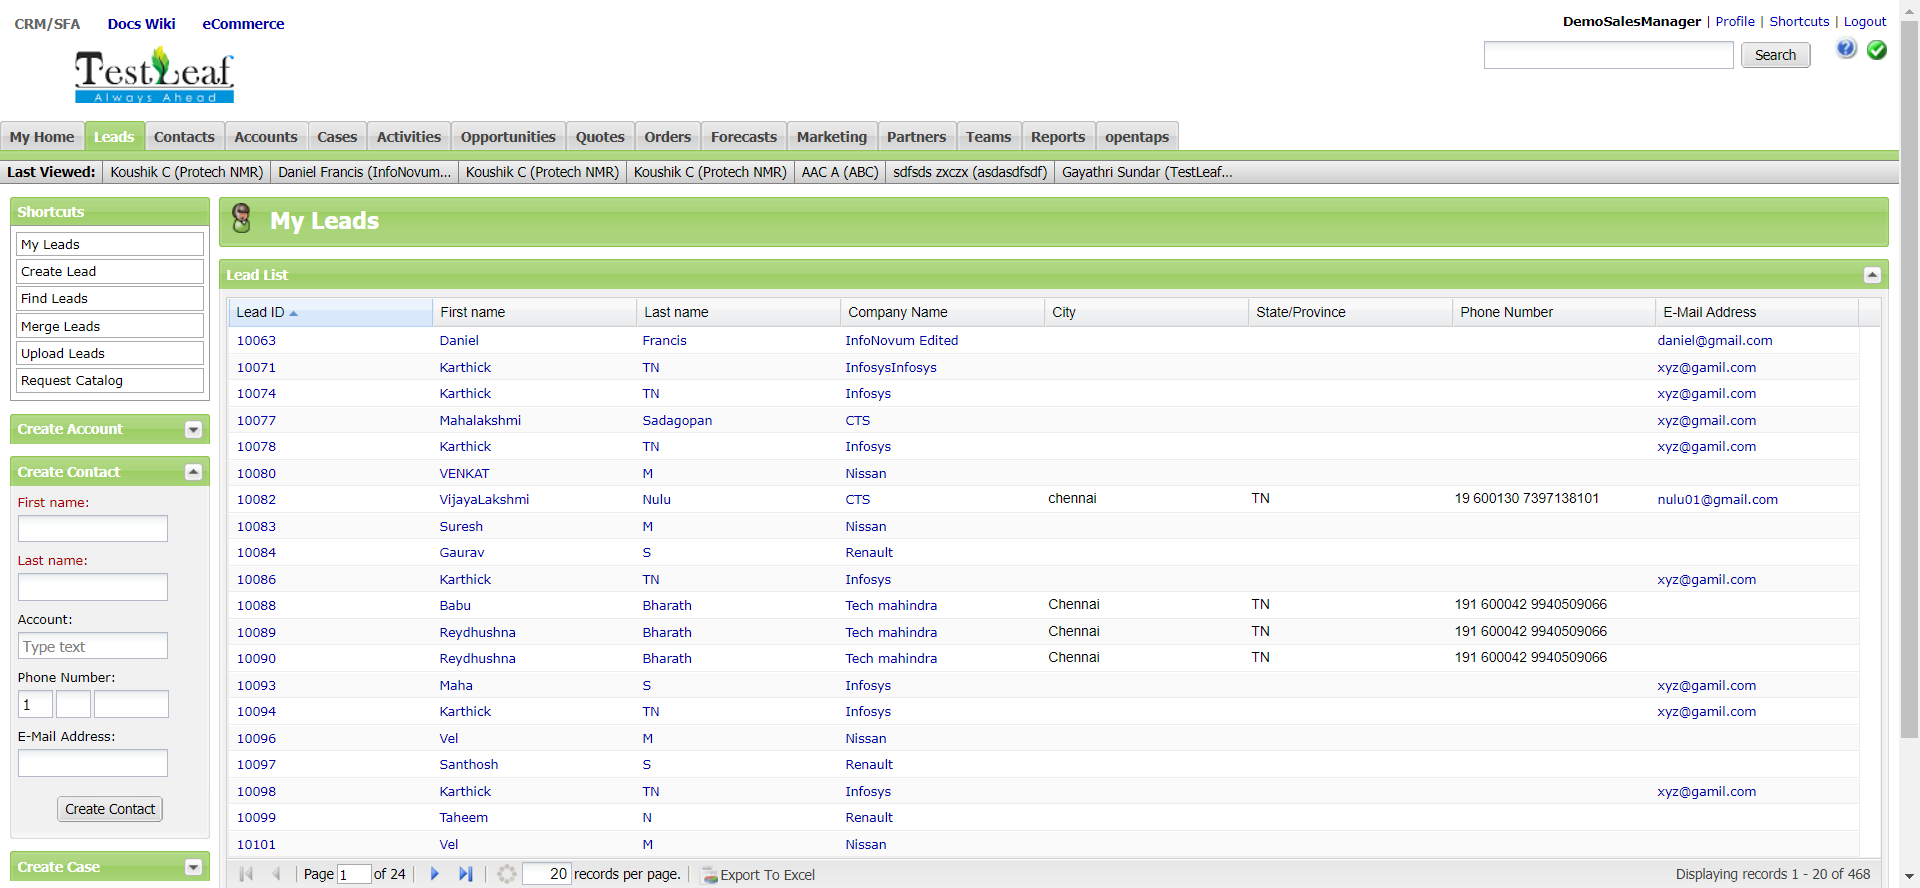 CRM/SFA Docs Wiki eCommerce
DemoSalesManager | Profile | Shortcuts | Logout
TestLeaf
Always Ahead
Search
My Home Leads Contacts Accounts Cases Activities Opportunities Quotes Orders Forecasts Marketing Partners Teams Reports opentaps
Last Viewed: Koushik C (Protech NMR) Daniel Francis (InfoNovum... Koushik C (Protech NMR) Koushik C (Protech NMR) AAC A (ABC) sdfsds zxczx (asdasdfsdf) Gayathri Sundar (TestLeaf...
Shortcuts
My Leads
Create Lead
Find Leads
Merge Leads
Upload Leads
Request Catalog
Create Account
Create Contact
First name:
Last name:
Account:
Type text
Phone Number:
1
E-Mail Address:
Create Contact
Create Case
My Leads
Lead List
Lead ID First name Last name Company Name City State/Province Phone Number E-Mail Address
10063 Daniel Francis InfoNovum Edited daniel@gmail.com
10071 Karthick TN InfosysInfosys xyz@gamil.com
10074 Karthick TN Infosys xyz@gamil.com
10077 Mahalakshmi Sadagopan CTS xyz@gmail.com
10078 Karthick TN Infosys xyz@gamil.com
10080 VENKAT M Nissan
10082 VijayaLakshmi Nulu CTS chennai TN 19 600130 7397138101 nulu01@gmail.com
10083 Suresh M Nissan
10084 Gaurav S Renault
10086 Karthick TN Infosys xyz@gamil.com
10088 Babu Bharath Tech mahindra Chennai TN 191 600042 9940509066
10089 Reydhushna Bharath Tech mahindra Chennai TN 191 600042 9940509066
10090 Reydhushna Bharath Tech mahindra Chennai TN 191 600042 9940509066
10093 Maha S Infosys xyz@gamil.com
10094 Karthick TN Infosys xyz@gamil.com
10096 Vel M Nissan
10097 Santhosh S Renault
10098 Karthick TN Infosys xyz@gamil.com
10099 Taheem N Renault
10101 Vel M Nissan
Page 1 of 24 20 records per page. Export To Excel Displaying records 1 - 20 of 468